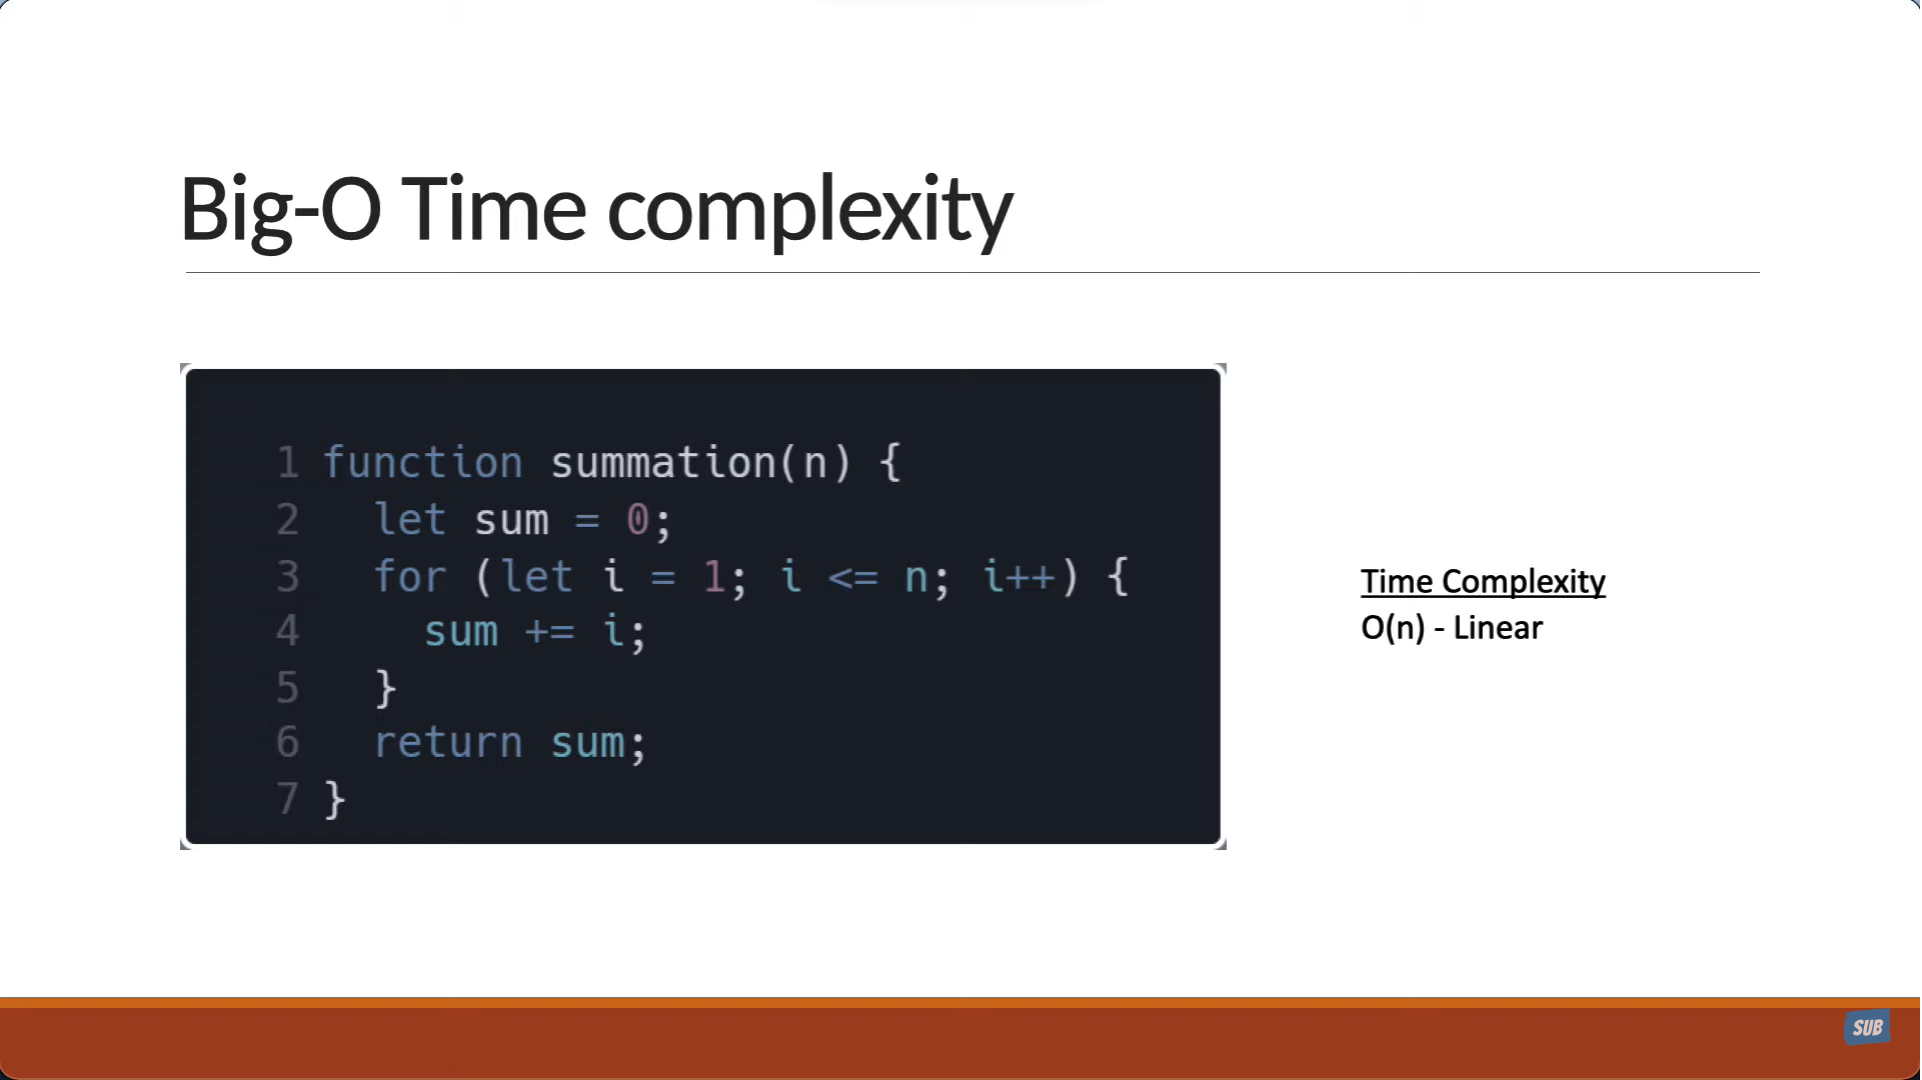 Big-O Time complexity
1 function summation(n) {
2 let sum = 0;
3 for (let i = 1; i <= n; i++) {
4 sum += i;
5 }
6 return sum;
7 }
Time Complexity
O(n) - Linear
SUB